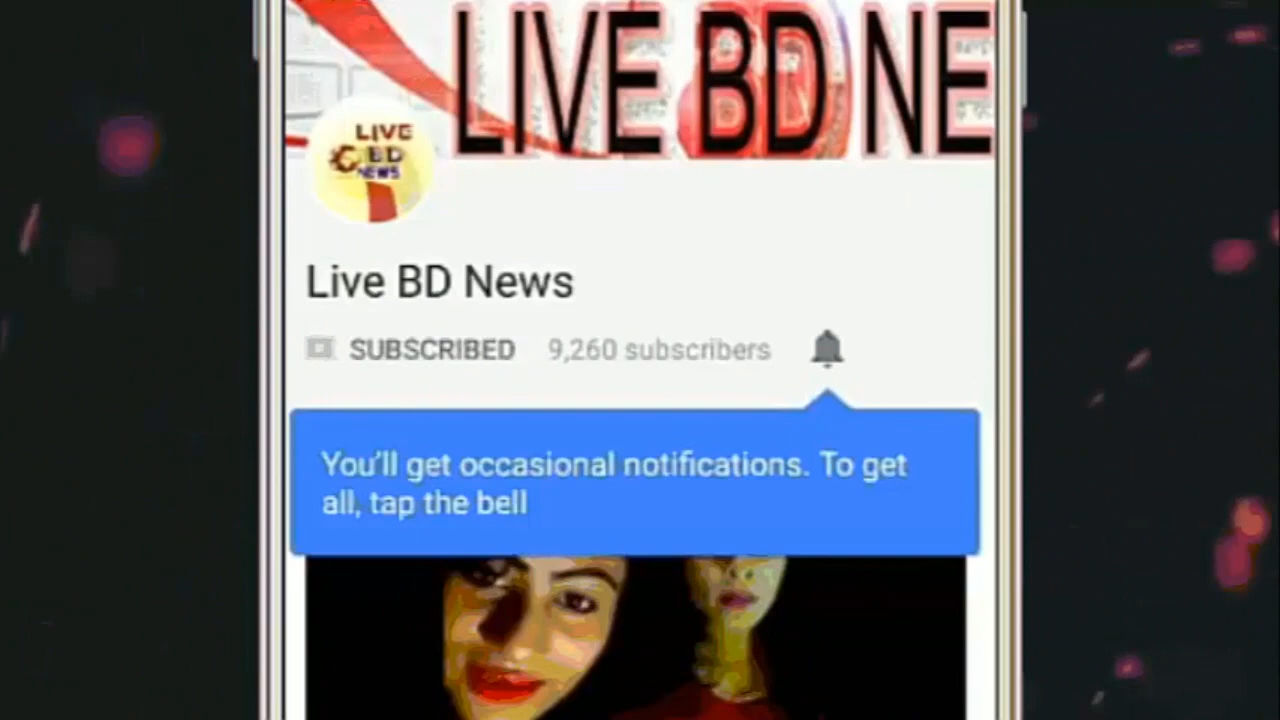 LIVE BD NE
LIVE
BD
NEWS
Live BD News
SUBSCRIBED 9,260 subscribers
You'll get occasional notifications. To get
all, tap the bell